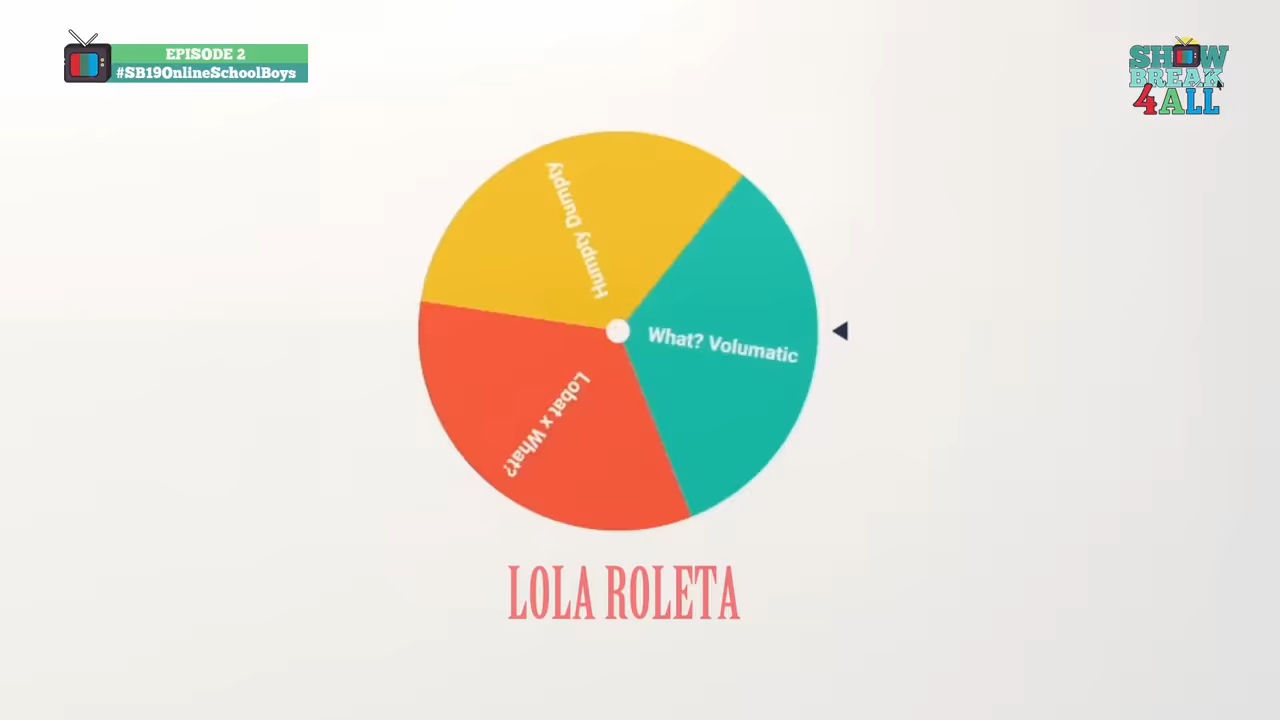 EPISODE 2
#SB19OnlineSchoolBoys
SHOW
BREAK
4ALL
Humpty Dumpty
What? Volumatic
Lobat x What?
LOLA ROLETA